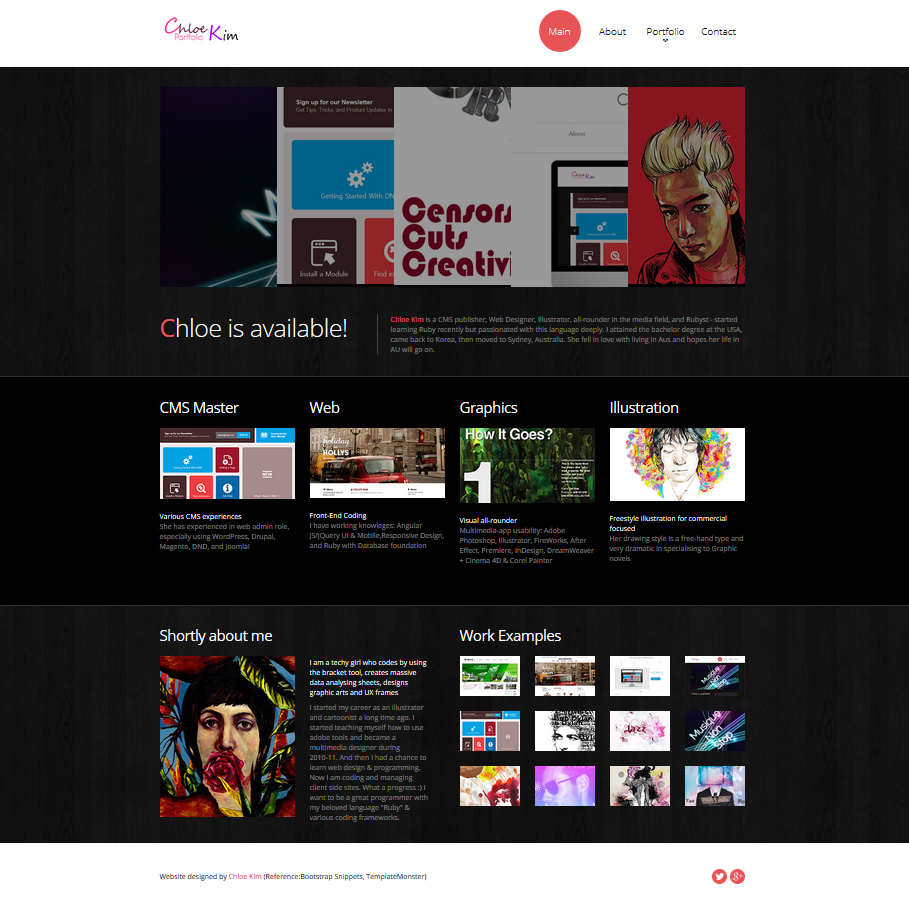 Chloe Kim
Portfolio
Main
About
Portfolio
Contact
Sign up for our Newsletter
Get Tips, Tricks, and Product Updates in
Getting Started With DN
Install a Module
Find e
Censors
Cuts
Creativi
About
Chloe is available!
Chloe Kim is a CMS publisher, Web Designer, Illustrator, all-rounder in the media field, and Rubyst - started
learning Ruby recently but passionated with this language deeply. I attained the bachelor degree at the USA,
came back to Korea, then moved to Sydney, Australia. She fell in love with living in Aus and hopes her life in
AU will go on.
CMS Master
Various CMS experiences
She has experienced in web admin role,
especially using WordPress, Drupal,
Magento, DND, and Joomla!
Web
holiday
HOLLYS
Front-End Coding
I have working knowleges: Angular
JS/JQuery UI & Mobile,Responsive Design,
and Ruby with Database foundation
Graphics
How It Goes?
1
Visual all-rounder
Multimedia-app usability: Adobe
Photoshop, Illustrator, FireWorks, After
Effect, Premiere, InDesign, DreamWeaver
+ Cinema 4D & Corel Painter
Illustration
Freestyle illustration for commercial
focused
Her drawing style is a free-hand type and
very dramatic in specialising to Graphic
novels
Shortly about me
I am a techy girl who codes by using
the bracket tool, creates massive
data analysing sheets, designs
graphic arts and UX frames
I started my career as an illustrator
and cartoonist a long time ago. I
started teaching myself how to use
adobe tools and became a
multimedia designer during
2010-11. And then I had a chance to
learn web design & programming.
Now I am coding and managing
client side sites. What a progress :) I
want to be a great programmer with
my beloved language "Ruby" &
various coding frameworks.
Work Examples
Musique
Non
Stop
Jazz
Musique
Non
Stop
Website designed by Chloe Kim (Reference:Bootstrap Snippets, TemplateMonster)